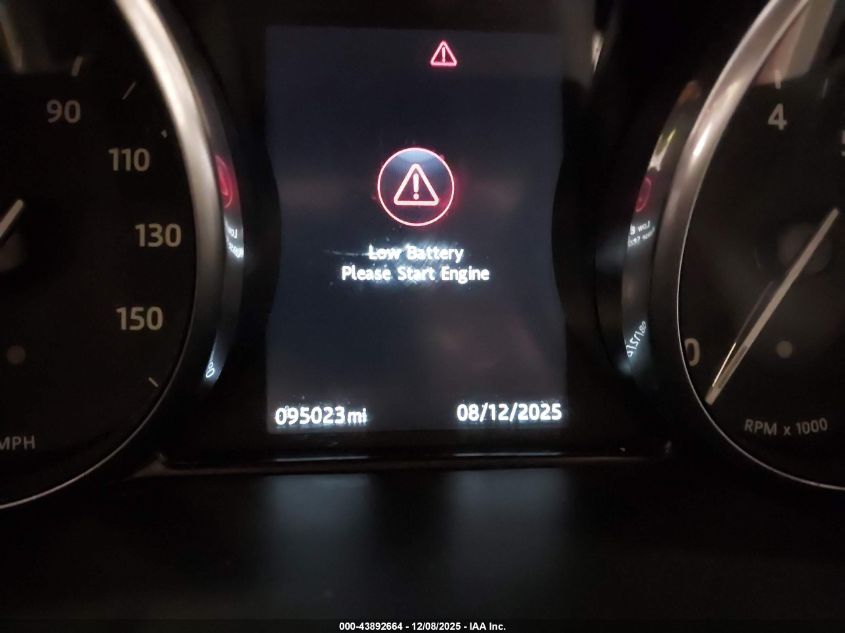 90
110
130
150
MPH
Low Battery
Please Start Engine
095023mi
08/12/2025
4
0
RPM x 1000
000-43892664 - 12/08/2025 - IAA Inc.